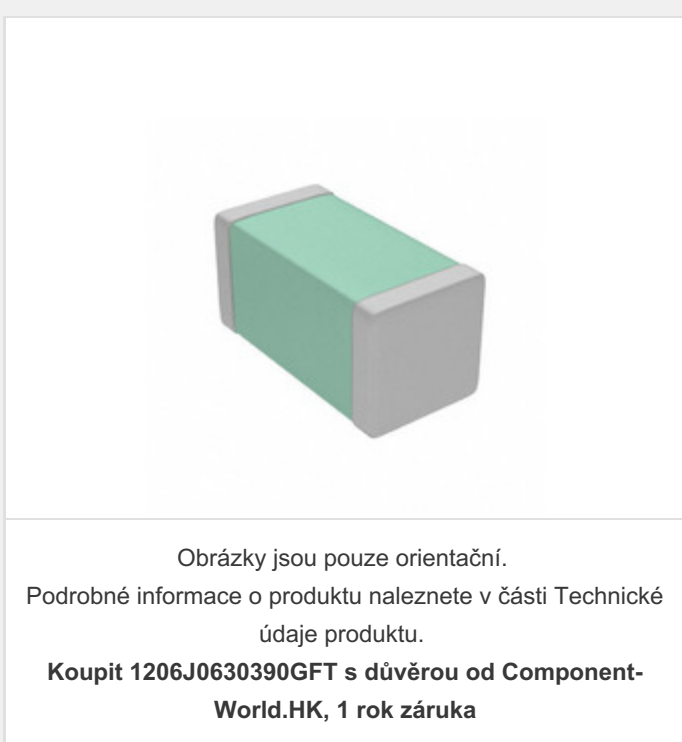 Obrázky jsou pouze orientační.
Podrobné informace o produktu naleznete v části Technické
údaje produktu.
Koupit 1206J0630390GFT s důvěrou od Component-
World.HK, 1 rok záruka